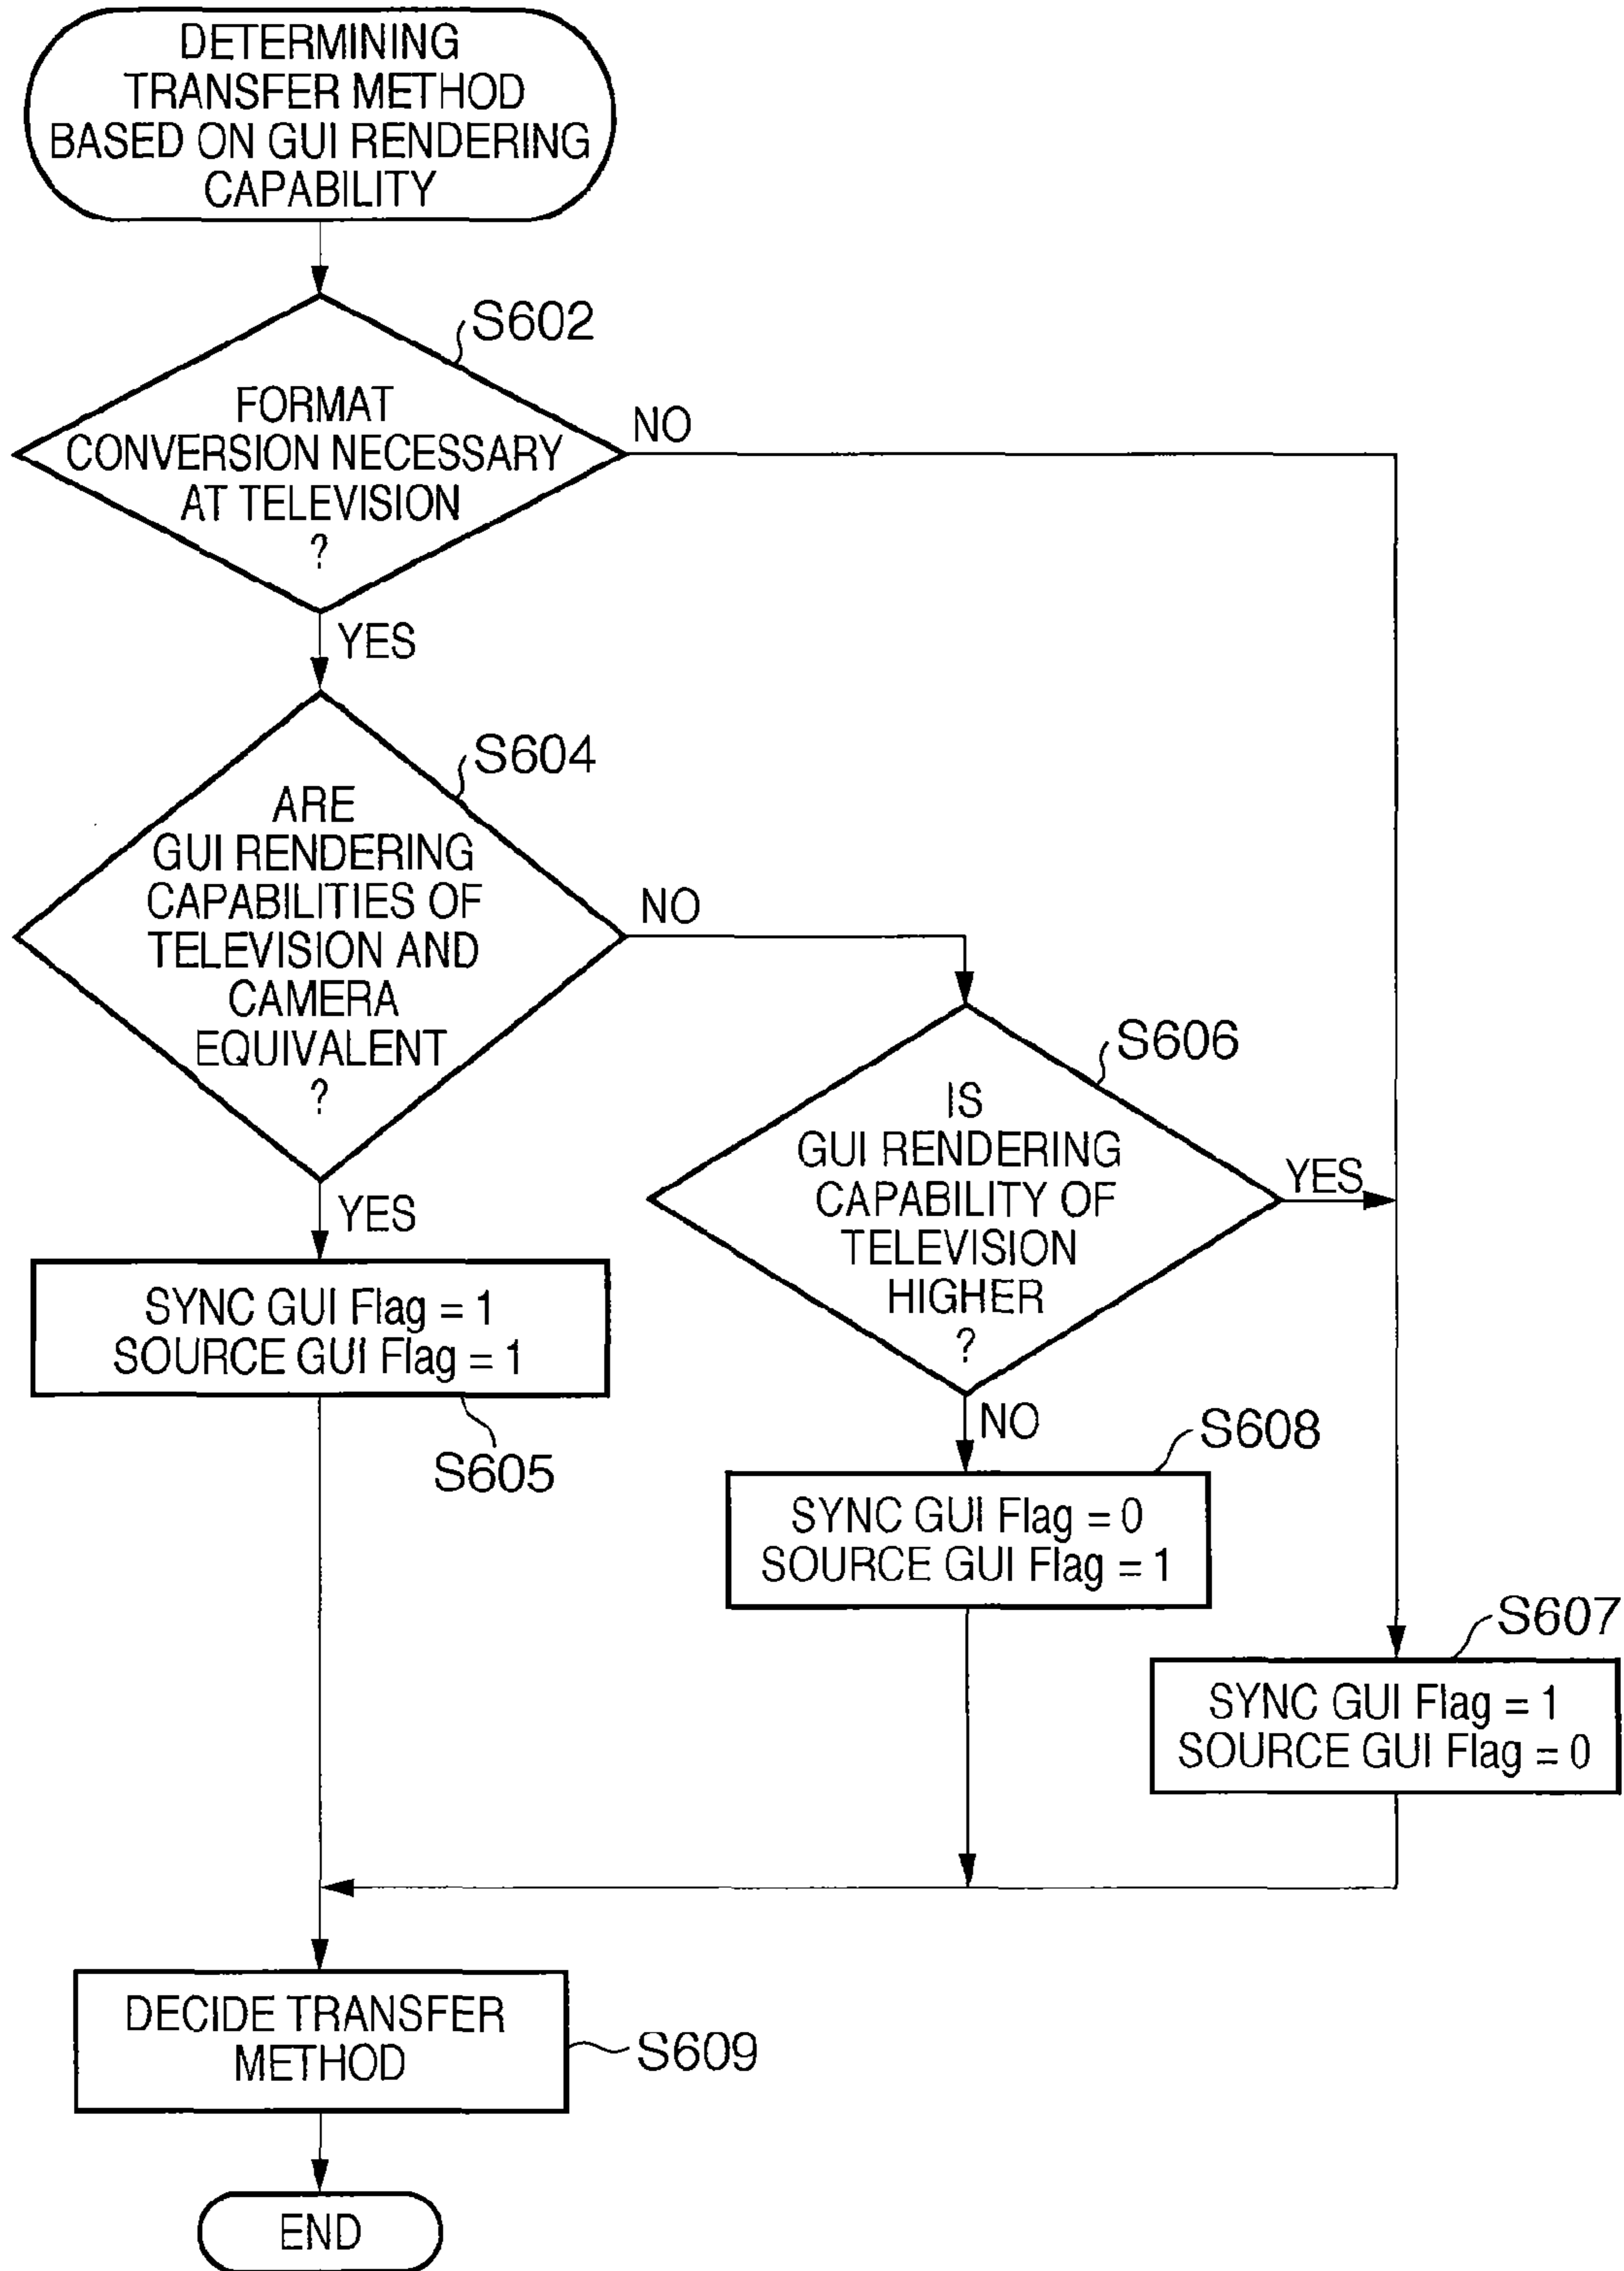 DETERMINING
TRANSFER METHOD
BASED ON GUI RENDERING
CAPABILITY
S602
FORMAT
CONVERSION NECESSARY
AT TELEVISION
?
NO
YES
S604
ARE
GUI RENDERING
CAPABILITIES OF
TELEVISION AND
CAMERA
EQUIVALENT
?
NO
YES
S606
IS
GUI RENDERING
CAPABILITY OF
TELEVISION
HIGHER
?
YES
NO
SYNC GUI Flag = 1
SOURCE GUI Flag = 1
S605
S608
SYNC GUI Flag = 0
SOURCE GUI Flag = 1
S607
SYNC GUI Flag = 1
SOURCE GUI Flag = 0
DECIDE TRANSFER
METHOD
S609
END